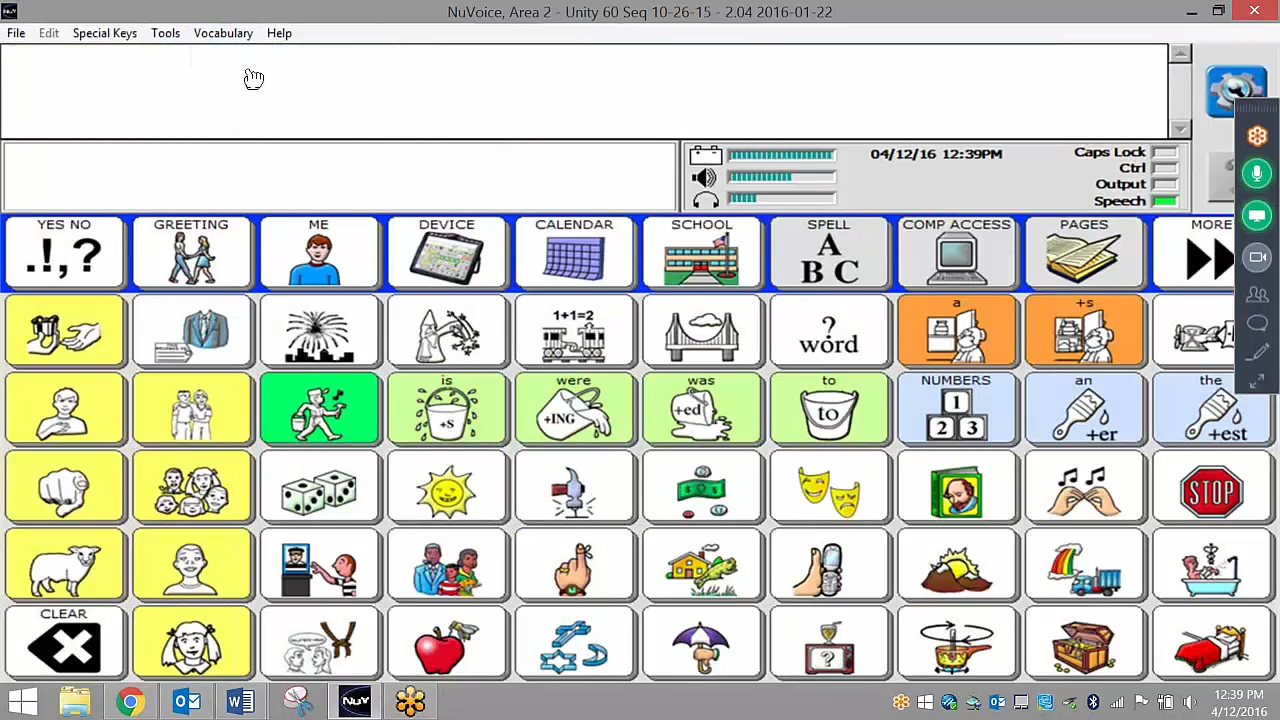 NuVoice, Area 2 - Unity 60 Seq 10-26-15 - 2.04 2016-01-22
File Edit Special Keys Tools Vocabulary Help
04/12/16 12:39PM
Caps Lock
Ctrl
Output
Speech
YES NO GREETING ME DEVICE CALENDAR SCHOOL SPELL COMP ACCESS PAGES MORE
.!,? A
B C
1+1=2 ? word a +s
is were was to NUMBERS an the
+S +ING +ed to 1 2 3 +er +est
STOP
CLEAR
?
NUV
12:39 PM
4/12/2016